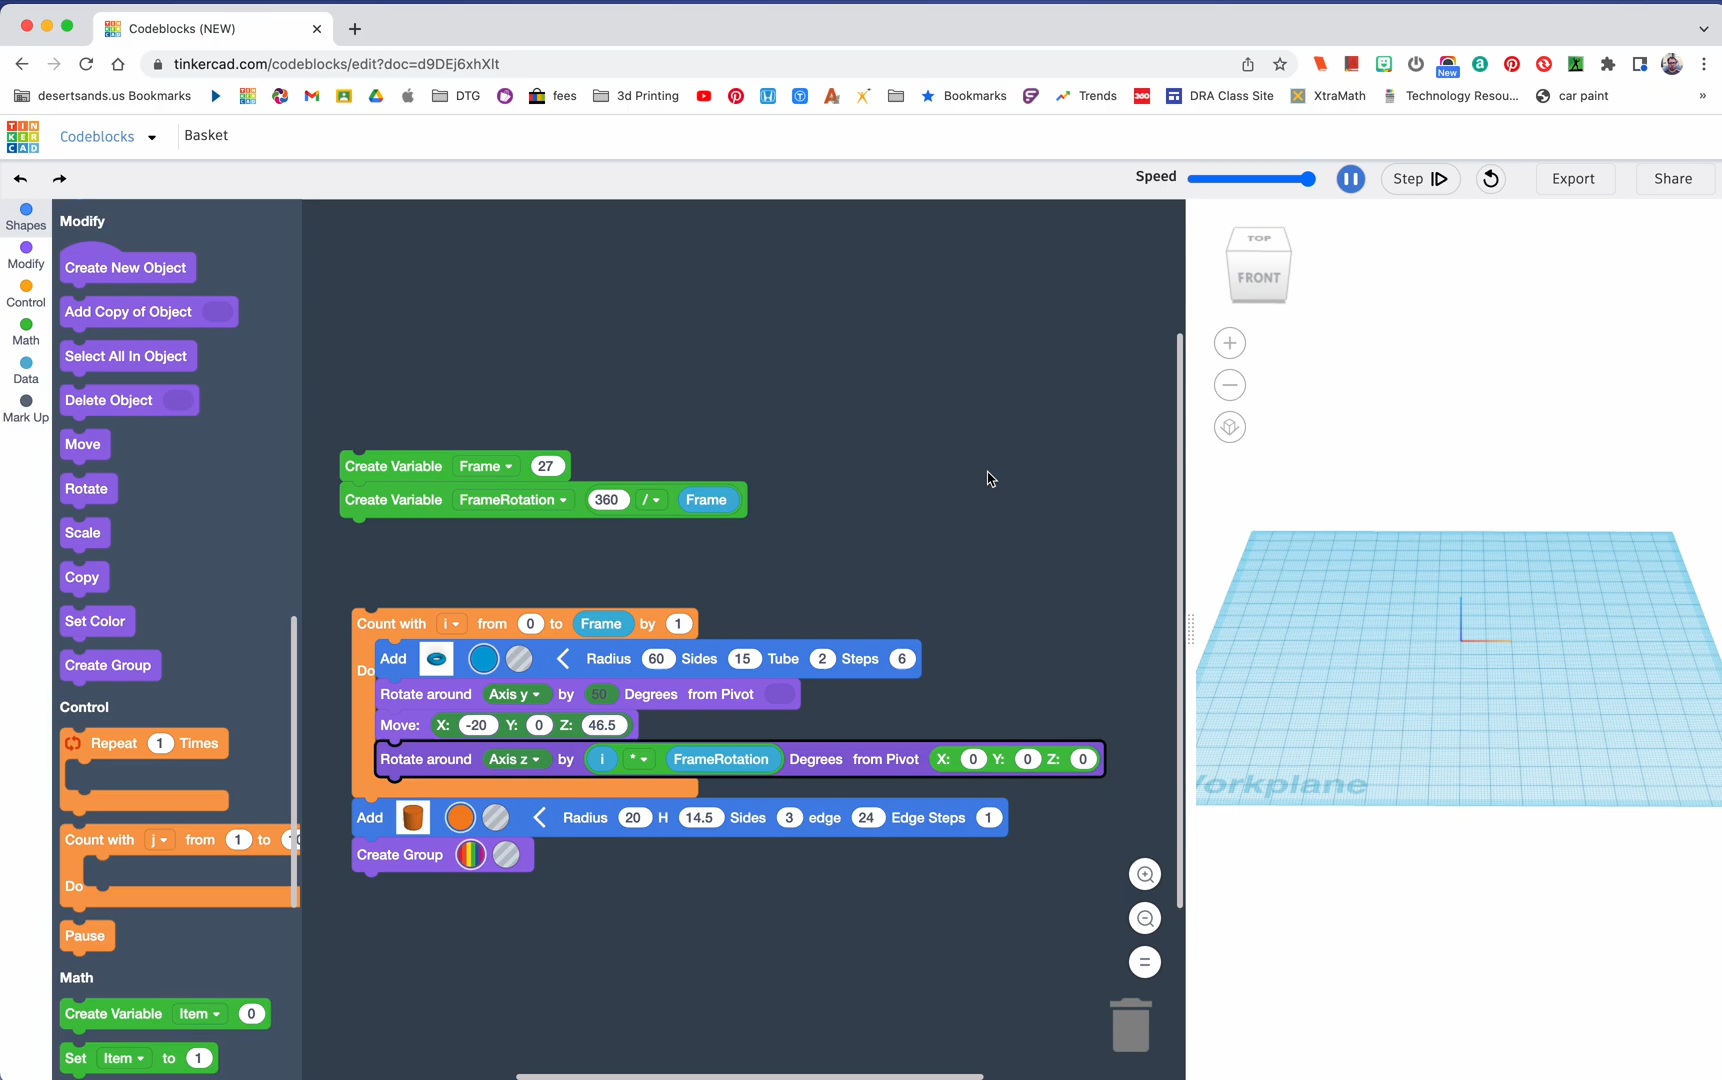 Codeblocks (NEW)
tinkercad.com/codeblocks/edit?doc=d9DEj6xhXIt
New
desertsands.us Bookmarks DTG fees 3d Printing Bookmarks Trends 360 DRA Class Site XtraMath Technology Resou... car paint »
TIN KER CAD Codeblocks Basket
Speed Step Export Share
Shapes
Modify
Control
Math
Data
Mark Up
Modify
Create New Object
Add Copy of Object
Select All In Object
Delete Object
Move
Rotate
Scale
Copy
Set Color
Create Group
Control
Repeat 1 Times
Count with j from 1 to
Do
Pause
Math
Create Variable Item 0
Set Item to 1
Create Variable Frame 27
Create Variable FrameRotation 360 / Frame
Count with i from 0 to Frame by 1
Do
Add Radius 60 Sides 15 Tube 2 Steps 6
Rotate around Axis y by 50 Degrees from Pivot
Move: X: -20 Y: 0 Z: 46.5
Rotate around Axis z by i * FrameRotation Degrees from Pivot X: 0 Y: 0 Z: 0
Add Radius 20 H 14.5 Sides 3 edge 24 Edge Steps 1
Create Group
TOP
FRONT
Workplane